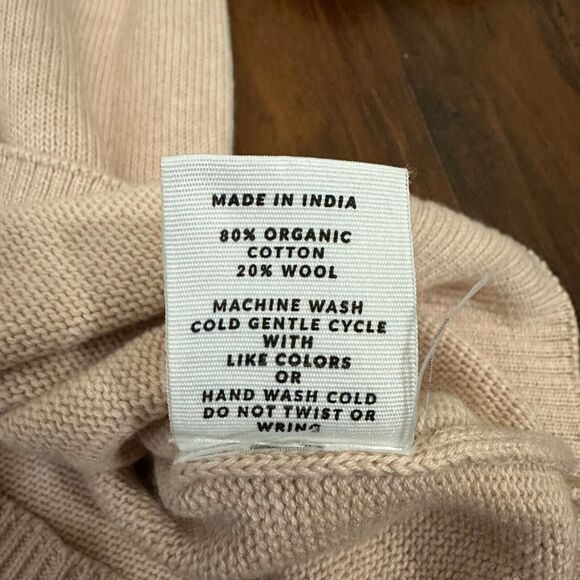 MADE IN INDIA
80% ORGANIC
COTTON
20% WOOL
MACHINE WASH
COLD GENTLE CYCLE
WITH
LIKE COLORS
OR
HAND WASH COLD
DO NOT TWIST OR
WRING